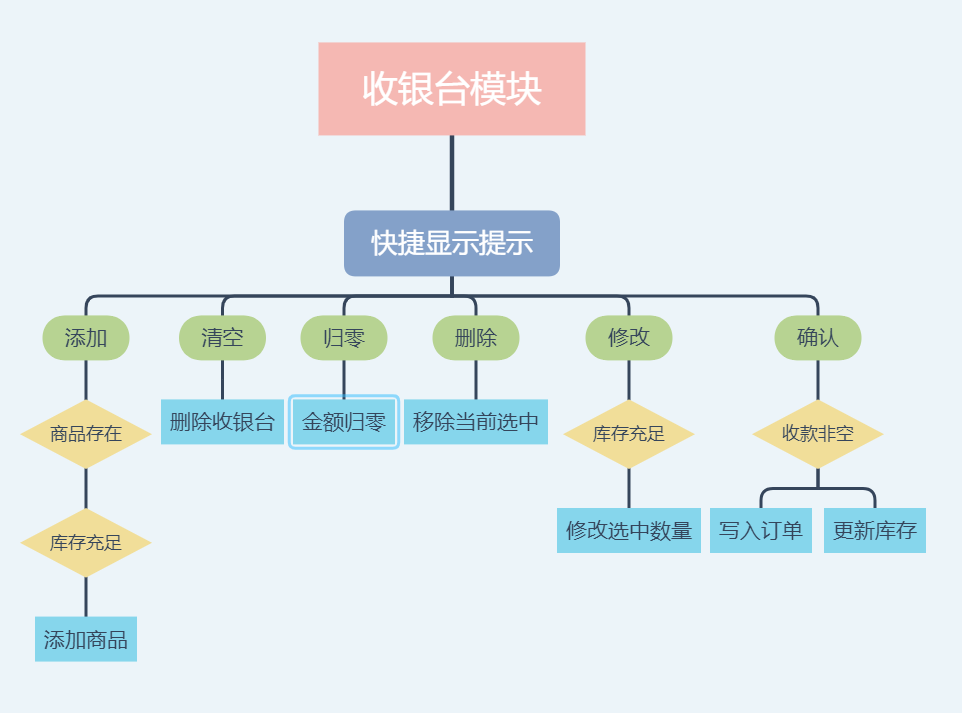 收银台模块
快捷显示提示
添加
清空
归零
删除
修改
确认
商品存在
删除收银台
金额归零
移除当前选中
库存充足
收款非空
库存充足
修改选中数量
写入订单
更新库存
添加商品